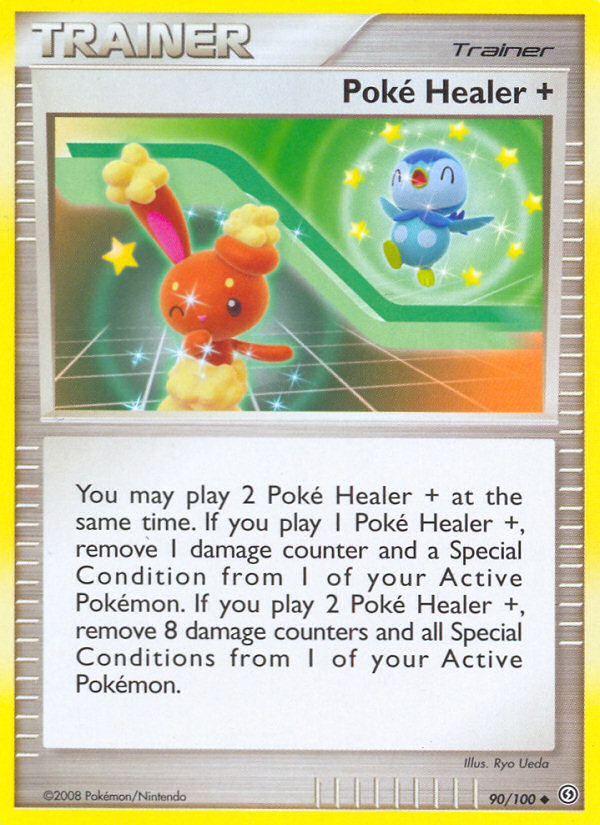 TRAINER
Trainer
Poké Healer +
You may play 2 Poké Healer + at the
same time. If you play 1 Poké Healer +,
remove 1 damage counter and a Special
Condition from 1 of your Active
Pokémon. If you play 2 Poké Healer +,
remove 8 damage counters and all Special
Conditions from 1 of your Active
Pokémon.
Illus. Ryo Ueda
©2008 Pokémon/Nintendo
90/100 ◆